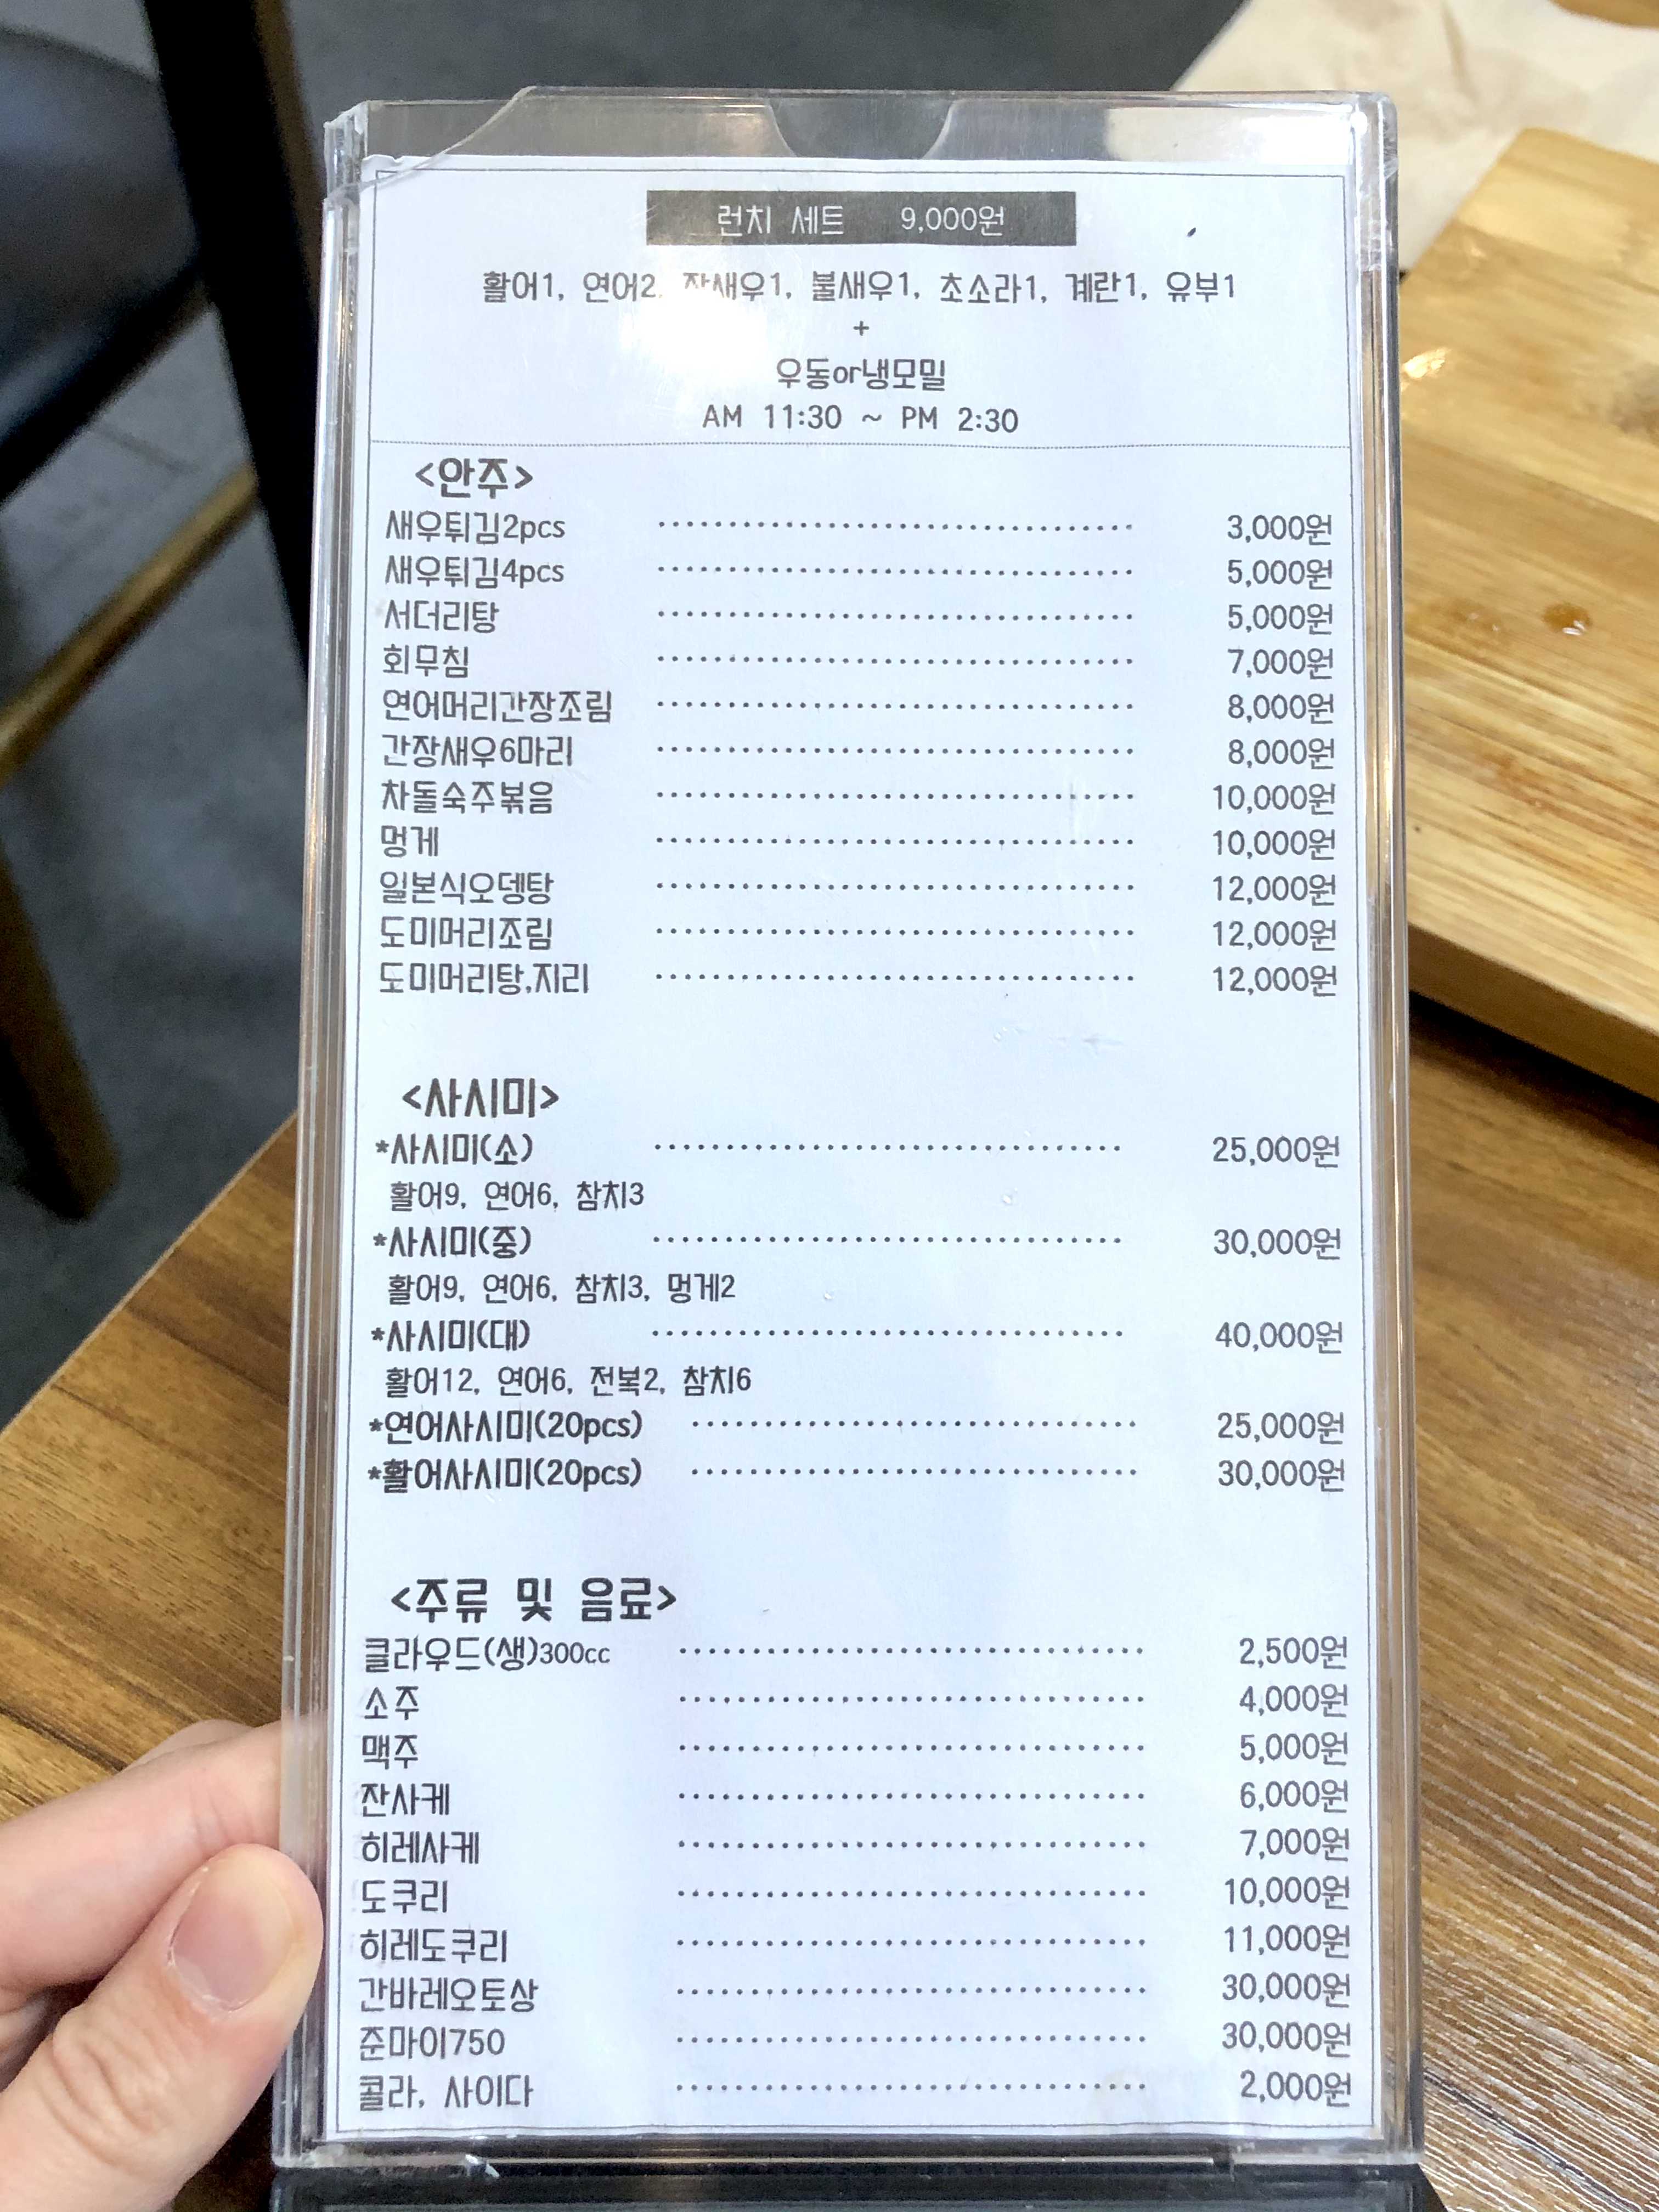 런치 세트 9,000원
활어1, 연어2, 장새우1, 불새우1, 초소라1, 계란1, 유부1
+
우동or냉모밀
AM 11:30 ~ PM 2:30
<안주>
새우튀김2pcs ································ 3,000원
새우튀김4pcs ································ 5,000원
서더리탕 ································ 5,000원
회무침 ································ 7,000원
연어머리간장조림 ································ 8,000원
간장새우6마리 ································ 8,000원
차돌숙주볶음 ································ 10,000원
멍게 ································ 10,000원
일본식오뎅탕 ································ 12,000원
도미머리조림 ································ 12,000원
도미머리탕,지리 ································ 12,000원
<사시미>
*사시미(소) ································ 25,000원
활어9, 연어6, 참치3
*사시미(중) ································ 30,000원
활어9, 연어6, 참치3, 멍게2
*사시미(대) ································ 40,000원
활어12, 연어6, 전복2, 참치6
*연어사시미(20pcs) ······························ 25,000원
*활어사시미(20pcs) ······························ 30,000원
<주류 및 음료>
클라우드(생)300cc ································ 2,500원
소주 ································ 4,000원
맥주 ································ 5,000원
잔사케 ································ 6,000원
히레사케 ································ 7,000원
도쿠리 ································ 10,000원
히레도쿠리 ································ 11,000원
간바레오토상 ································ 30,000원
준마이750 ································ 30,000원
콜라, 사이다 ································ 2,000원